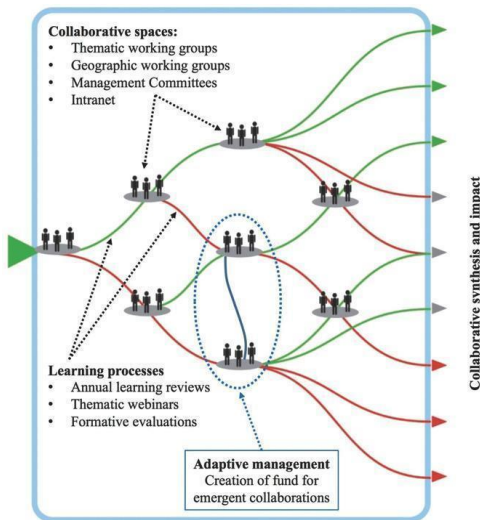 Collaborative spaces:
• Thematic working groups
• Geographic working groups
• Management Committees
• Intranet
Learning processes
• Annual learning reviews
• Thematic webinars
• Formative evaluations
Adaptive management
Creation of fund for
emergent collaborations
Collaborative synthesis and impact